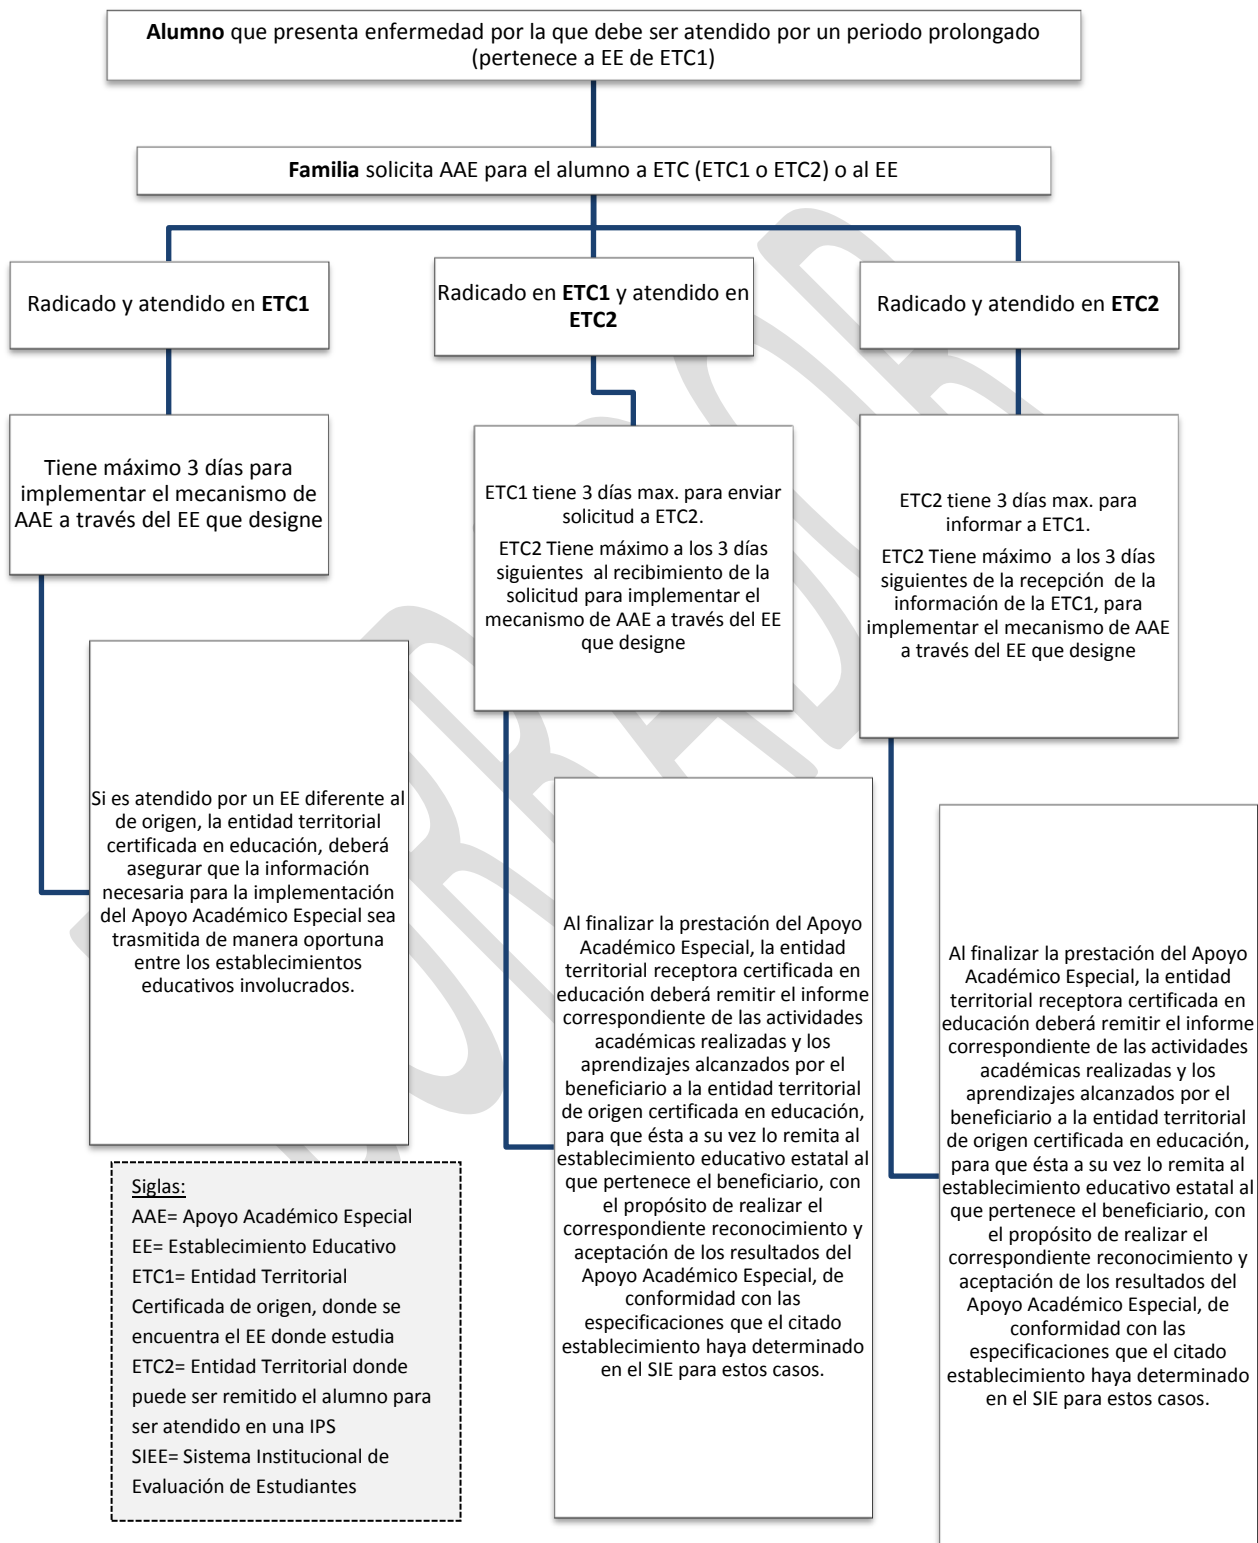 Alumno que presenta enfermedad por la que debe ser atendido por un periodo prolongado
(pertenece a EE de ETC1)
Familia solicita AAE para el alumno a ETC (ETC1 o ETC2) o al EE
Radicado y atendido en ETC1
Radicado en ETC1 y atendido en
ETC2
Radicado y atendido en ETC2
Tiene máximo 3 días para
implementar el mecanismo de
AAE a través del EE que designe
ETC1 tiene 3 días max. para enviar
solicitud a ETC2.
ETC2 Tiene máximo a los 3 días
siguientes al recibimiento de la
solicitud para implementar el
mecanismo de AAE a través del EE
que designe
ETC2 tiene 3 días max. para
informar a ETC1.
ETC2 Tiene máximo a los 3 días
siguientes de la recepción de la
información de la ETC1, para
implementar el mecanismo de AAE
a través del EE que designe
Si es atendido por un EE diferente al
de origen, la entidad territorial
certificada en educación, deberá
asegurar que la información
necesaria para la implementación
del Apoyo Académico Especial sea
trasmitida de manera oportuna
entre los establecimientos
educativos involucrados.
Al finalizar la prestación del Apoyo
Académico Especial, la entidad
territorial receptora certificada en
educación deberá remitir el informe
correspondiente de las actividades
académicas realizadas y los
aprendizajes alcanzados por el
beneficiario a la entidad territorial
de origen certificada en educación,
para que ésta a su vez lo remita al
establecimiento educativo estatal al
que pertenece el beneficiario, con
el propósito de realizar el
correspondiente reconocimiento y
aceptación de los resultados del
Apoyo Académico Especial, de
conformidad con las
especificaciones que el citado
establecimiento haya determinado
en el SIE para estos casos.
Al finalizar la prestación del Apoyo
Académico Especial, la entidad
territorial receptora certificada en
educación deberá remitir el informe
correspondiente de las actividades
académicas realizadas y los
aprendizajes alcanzados por el
beneficiario a la entidad territorial
de origen certificada en educación,
para que ésta a su vez lo remita al
establecimiento educativo estatal al
que pertenece el beneficiario, con
el propósito de realizar el
correspondiente reconocimiento y
aceptación de los resultados del
Apoyo Académico Especial, de
conformidad con las
especificaciones que el citado
establecimiento haya determinado
en el SIE para estos casos.
Siglas:
AAE= Apoyo Académico Especial
EE= Establecimiento Educativo
ETC1= Entidad Territorial
Certificada de origen, donde se
encuentra el EE donde estudia
ETC2= Entidad Territorial donde
puede ser remitido el alumno para
ser atendido en una IPS
SIEE= Sistema Institucional de
Evaluación de Estudiantes